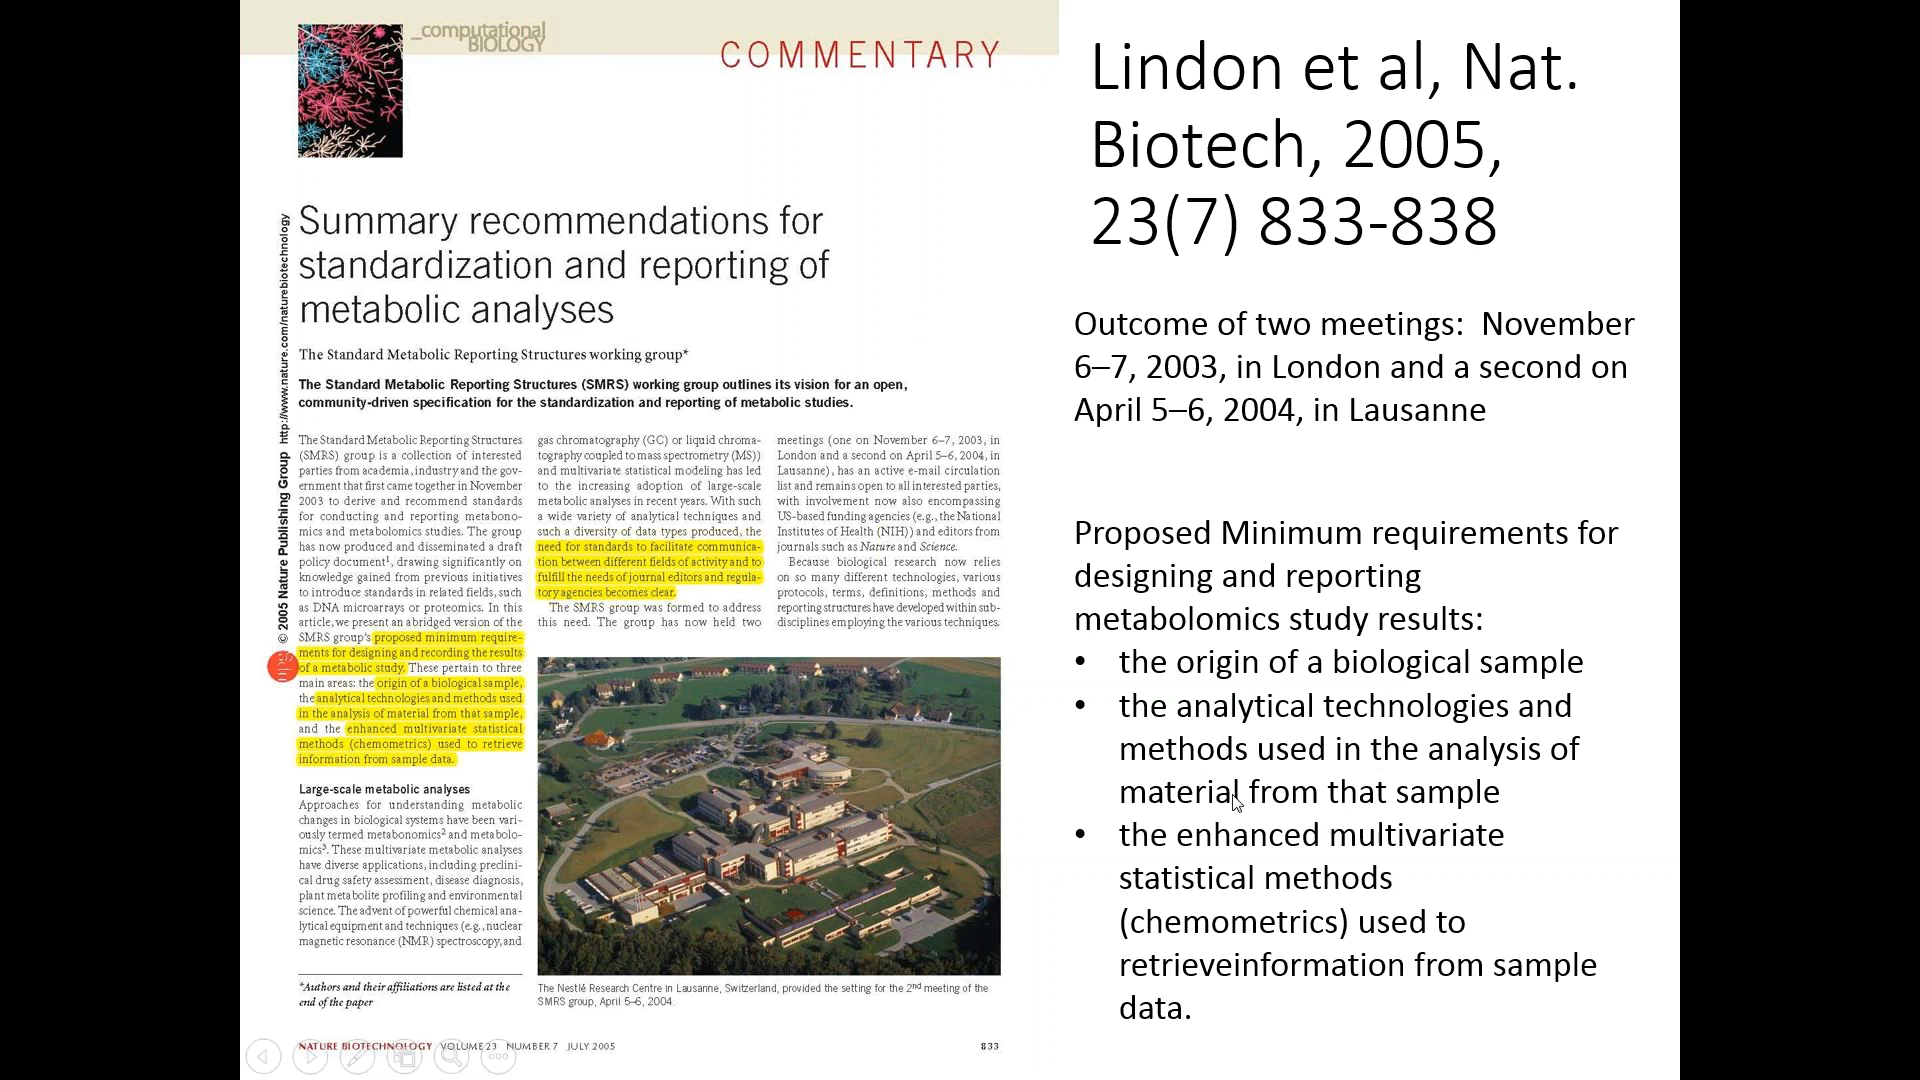 _computational
BIOLOGY
COMMENTARY
Summary recommendations for
standardization and reporting of
metabolic analyses
The Standard Metabolic Reporting Structures working group*
The Standard Metabolic Reporting Structures (SMRS) working group outlines its vision for an open,
community-driven specification for the standardization and reporting of metabolic studies.
© 2005 Nature Publishing Group http://www.nature.com/naturebiotechnology
The Standard Metabolic Reporting Structures
(SMRS) group is a collection of interested
parties from academia, industry and the gov-
ernment that first came together in November
2003 to derive and recommend standards
for conducting and reporting metabono-
mics and metabolomics studies. The group
has now produced and disseminated a draft
policy document1, drawing significantly on
knowledge gained from previous initiatives
to introduce standards in related fields, such
as DNA microarrays or proteomics. In this
article, we present an abridged version of the
SMRS group's proposed minimum require-
ments for designing and recording the results
of a metabolic study. These pertain to three
main areas: the origin of a biological sample,
the analytical technologies and methods used
in the analysis of material from that sample,
and the enhanced multivariate statistical
methods (chemometrics) used to retrieve
information from sample data.
Large-scale metabolic analyses
Approaches for understanding metabolic
changes in biological systems have been vari-
ously termed metabonomics2 and metabolo-
mics3. These multivariate metabolic analyses
have diverse applications, including preclini-
cal drug safety assessment, disease diagnosis,
plant metabolite profiling and environmental
science. The advent of powerful chemical ana-
lytical equipment and techniques (e.g., nuclear
magnetic resonance (NMR) spectroscopy, and
*Authors and their affiliations are listed at the
end of the paper
gas chromatography (GC) or liquid chroma-
tography coupled to mass spectrometry (MS))
and multivariate statistical modeling has led
to the increasing adoption of large-scale
metabolic analyses in recent years. With such
a wide variety of analytical techniques and
such a diversity of data types produced, the
need for standards to facilitate communica-
tion between different fields of activity and to
fulfill the needs of journal editors and regula-
tory agencies becomes clear.
The SMRS group was formed to address
this need. The group has now held two
meetings (one on November 6–7, 2003, in
London and a second on April 5–6, 2004, in
Lausanne), has an active e-mail circulation
list and remains open to all interested parties,
with involvement now also encompassing
US-based funding agencies (e.g., the National
Institutes of Health (NIH)) and editors from
journals such as Nature and Science.
Because biological research now relies
on so many different technologies, various
protocols, terms, definitions, methods and
reporting structures have developed within sub-
disciplines employing the various techniques.
The Nestlé Research Centre in Lausanne, Switzerland, provided the setting for the 2nd meeting of the
SMRS group, April 5–6, 2004.
NATURE BIOTECHNOLOGY VOLUME 23 NUMBER 7 JULY 2005
833
Lindon et al, Nat.
Biotech, 2005,
23(7) 833-838
Outcome of two meetings: November
6–7, 2003, in London and a second on
April 5–6, 2004, in Lausanne
Proposed Minimum requirements for
designing and reporting
metabolomics study results:
• the origin of a biological sample
• the analytical technologies and
methods used in the analysis of
material from that sample
• the enhanced multivariate
statistical methods
(chemometrics) used to
retrieveinformation from sample
data.